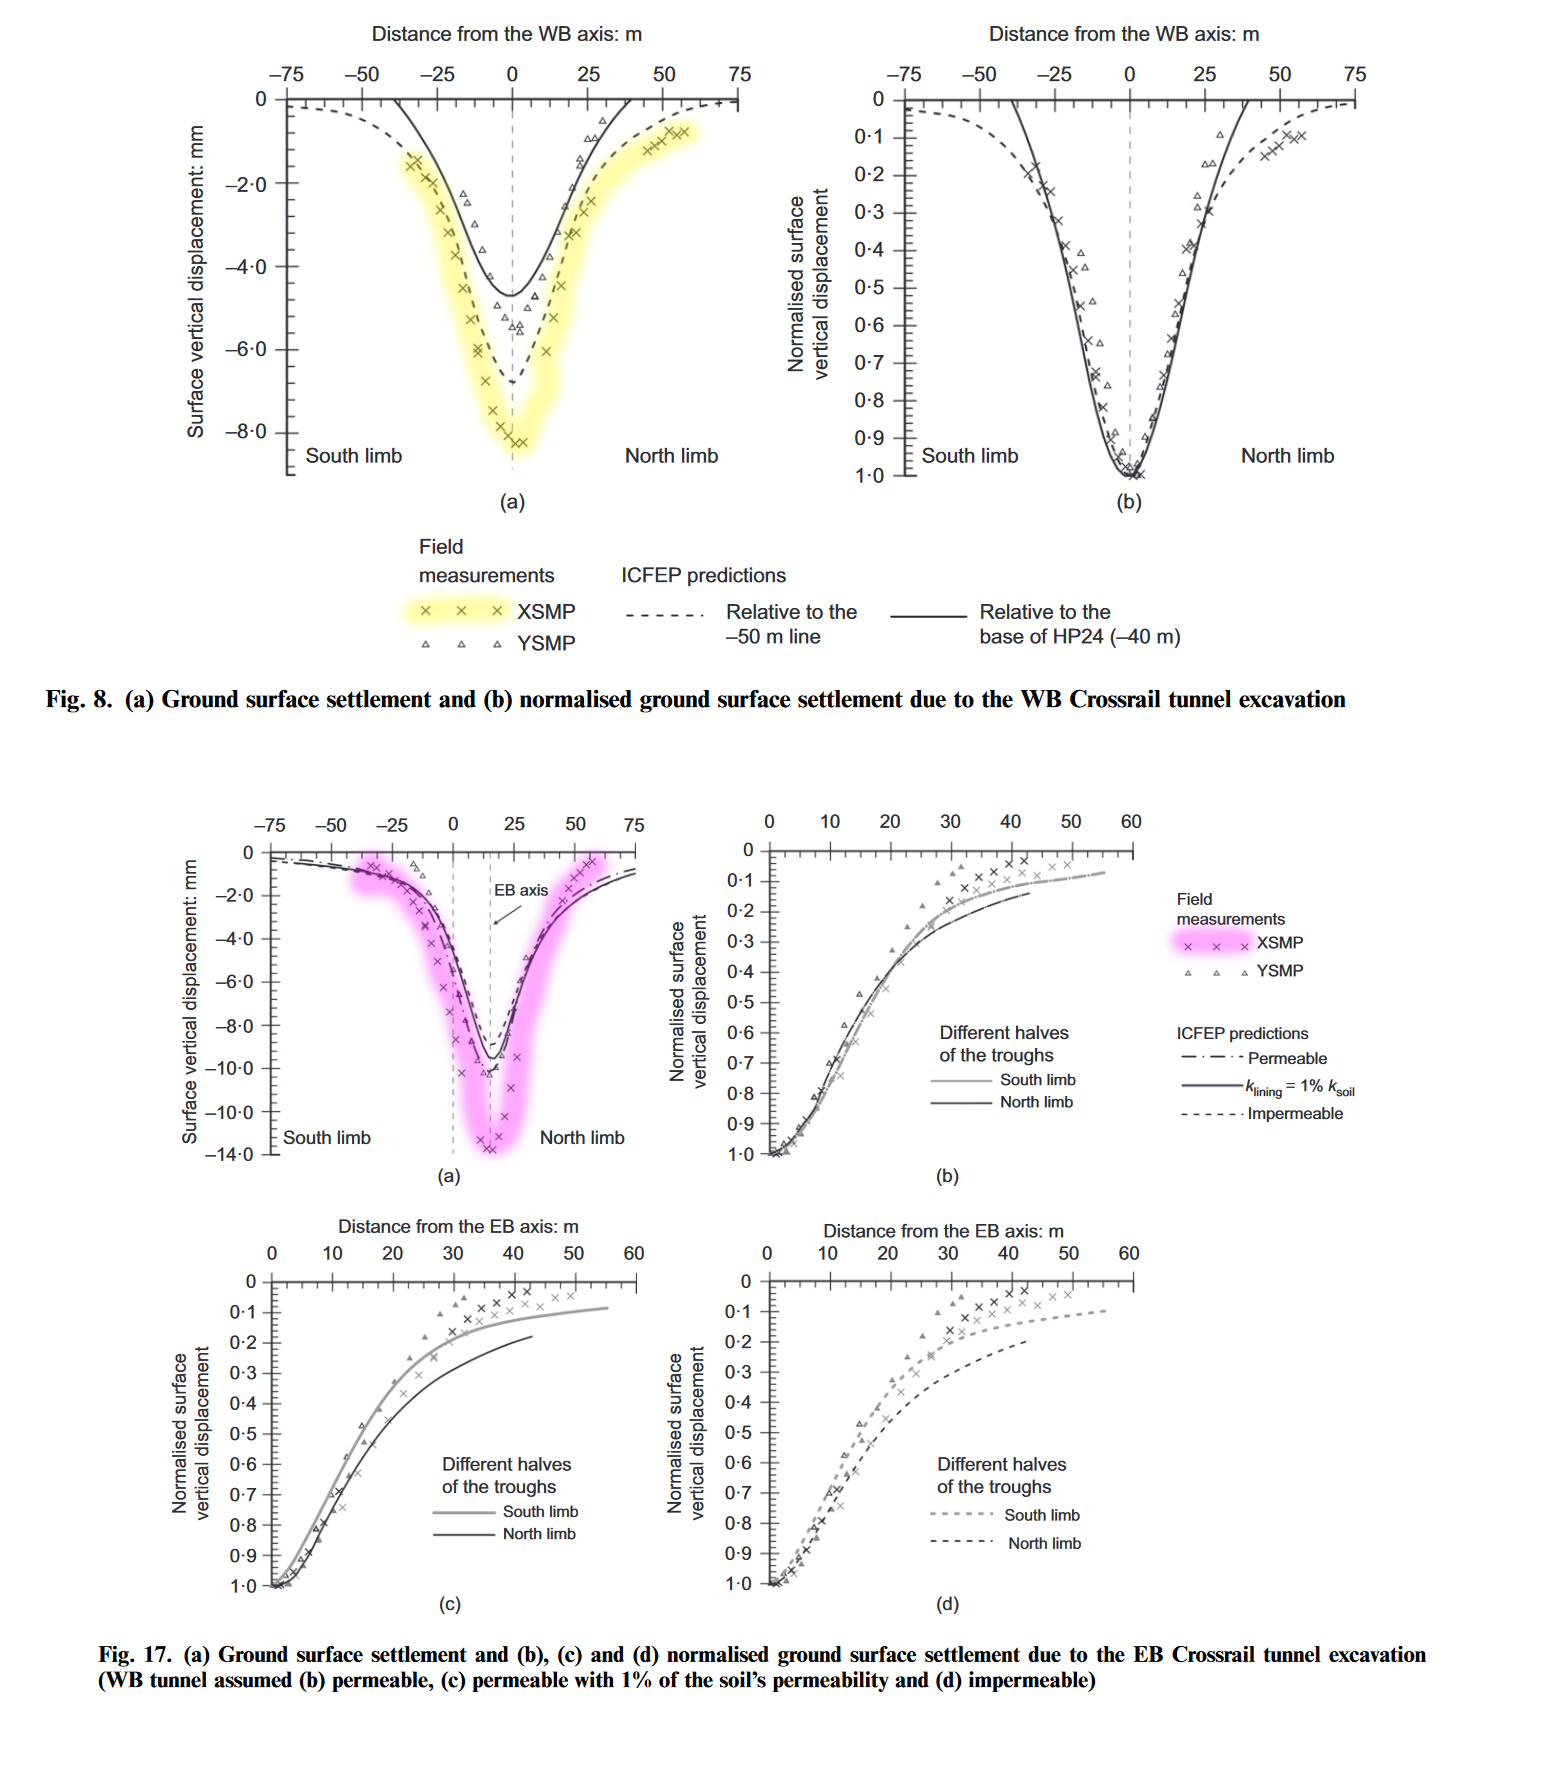 Distance from the WB axis: m
–75 –50 –25 0 25 50 75
0
–2·0
–4·0
–6·0
–8·0
Surface vertical displacement: mm
South limb
North limb
(a)
Distance from the WB axis: m
–75 –50 –25 0 25 50 75
0
0·1
0·2
0·3
0·4
0·5
0·6
0·7
0·8
0·9
1·0
Normalised surface
vertical displacement
South limb
North limb
(b)
Field
measurements
XSMP
YSMP
ICFEP predictions
Relative to the
–50 m line
Relative to the
base of HP24 (–40 m)
Fig. 8. (a) Ground surface settlement and (b) normalised ground surface settlement due to the WB Crossrail tunnel excavation
–75 –50 –25 0 25 50 75
0
–2·0
–4·0
–6·0
–8·0
–10·0
–10·0
–14·0
Surface vertical displacement: mm
EB axis
South limb
North limb
(a)
0 10 20 30 40 50 60
0
0·1
0·2
0·3
0·4
0·5
0·6
0·7
0·8
0·9
1·0
Normalised surface
vertical displacement
Different halves
of the troughs
South limb
North limb
(b)
Field
measurements
XSMP
YSMP
ICFEP predictions
Permeable
klining = 1% ksoil
Impermeable
Distance from the EB axis: m
0 10 20 30 40 50 60
0
0·1
0·2
0·3
0·4
0·5
0·6
0·7
0·8
0·9
1·0
Normalised surface
vertical displacement
Different halves
of the troughs
South limb
North limb
(c)
Distance from the EB axis: m
0 10 20 30 40 50 60
0
0·1
0·2
0·3
0·4
0·5
0·6
0·7
0·8
0·9
1·0
Normalised surface
vertical displacement
Different halves
of the troughs
South limb
North limb
(d)
Fig. 17. (a) Ground surface settlement and (b), (c) and (d) normalised ground surface settlement due to the EB Crossrail tunnel excavation
(WB tunnel assumed (b) permeable, (c) permeable with 1% of the soil’s permeability and (d) impermeable)